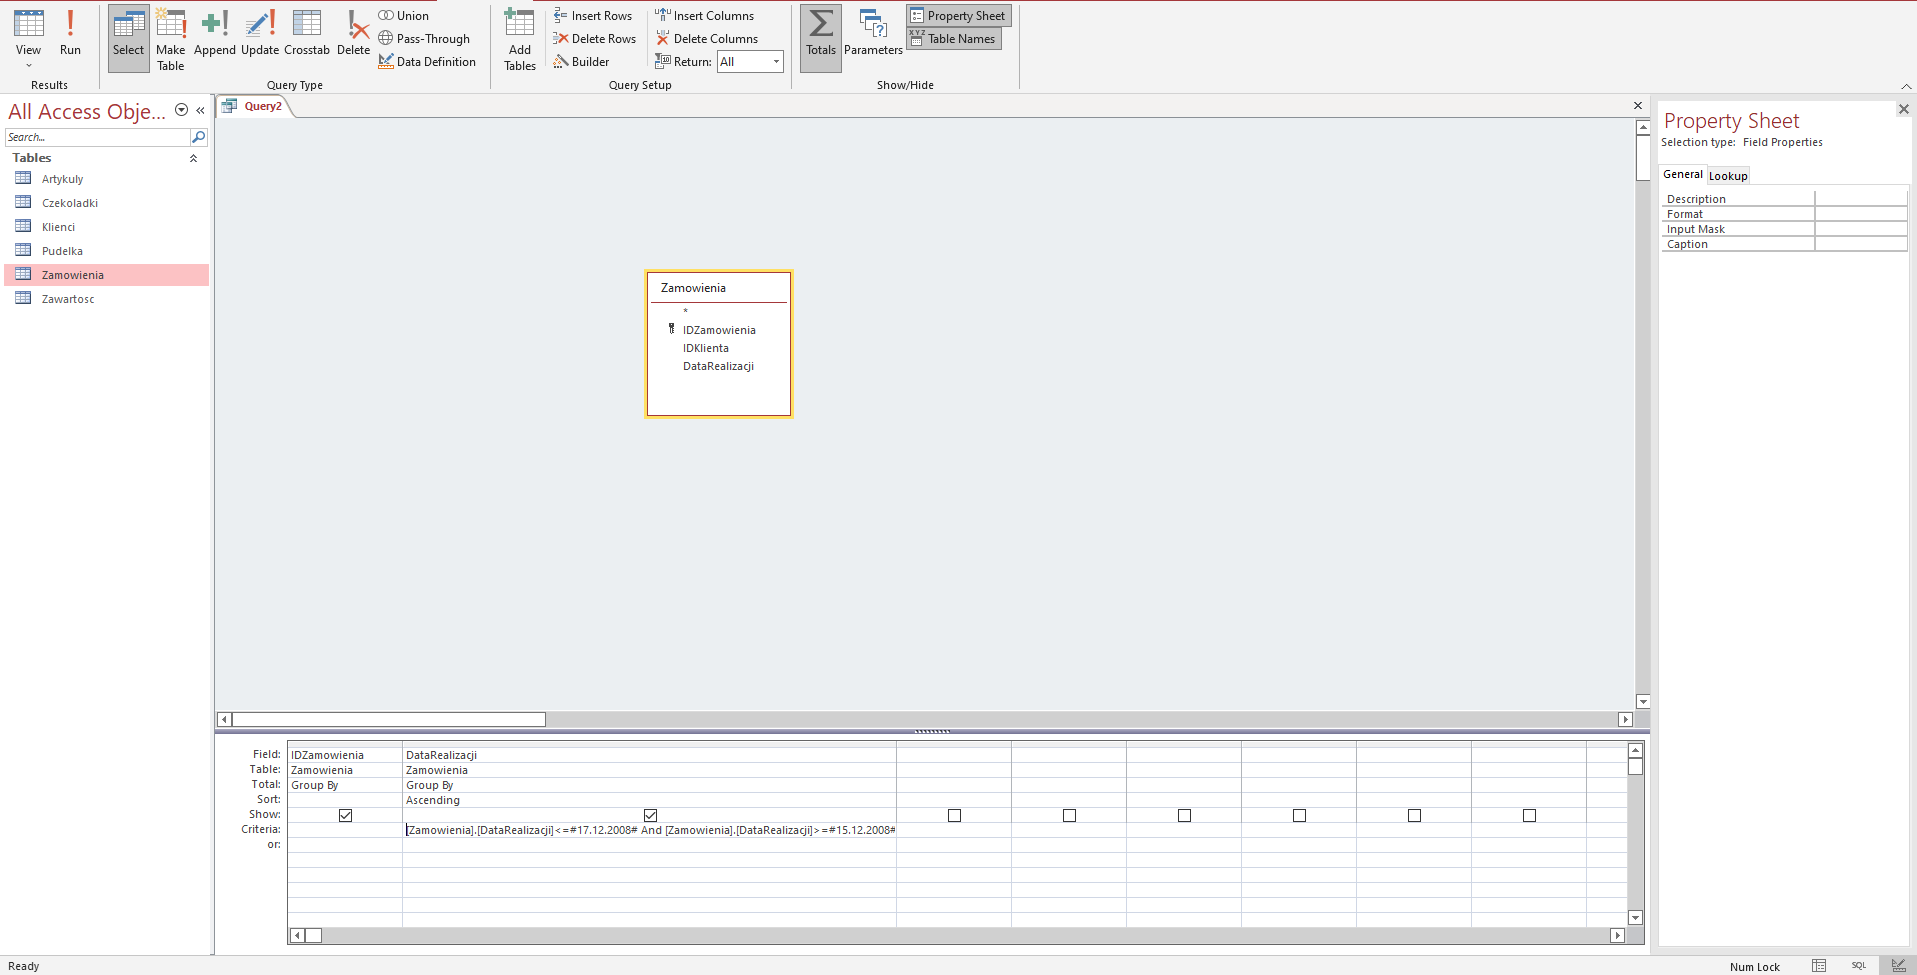 View
Run
Results
Select
Make Table
Append
Update
Crosstab
Delete
Union
Pass-Through
Data Definition
Query Type
Add Tables
Insert Rows
Delete Rows
Builder
Insert Columns
Delete Columns
Return: All
Query Setup
Totals
Parameters
Property Sheet
XYZ Table Names
Show/Hide
All Access Obje...
Search...
Tables
Artykuly
Czekoladki
Klienci
Pudelka
Zamowienia
Zawartosc
Query2
Zamowienia
*
IDZamowienia
IDKlienta
DataRealizacji
Field: IDZamowienia DataRealizacji
Table: Zamowienia Zamowienia
Total: Group By Group By
Sort: Ascending
Show:
Criteria: [Zamowienia].[DataRealizacji]<=#17.12.2008# And [Zamowienia].[DataRealizacji]>=#15.12.2008#
or:
Property Sheet
Selection type: Field Properties
General Lookup
Description
Format
Input Mask
Caption
Ready
Num Lock
SQL